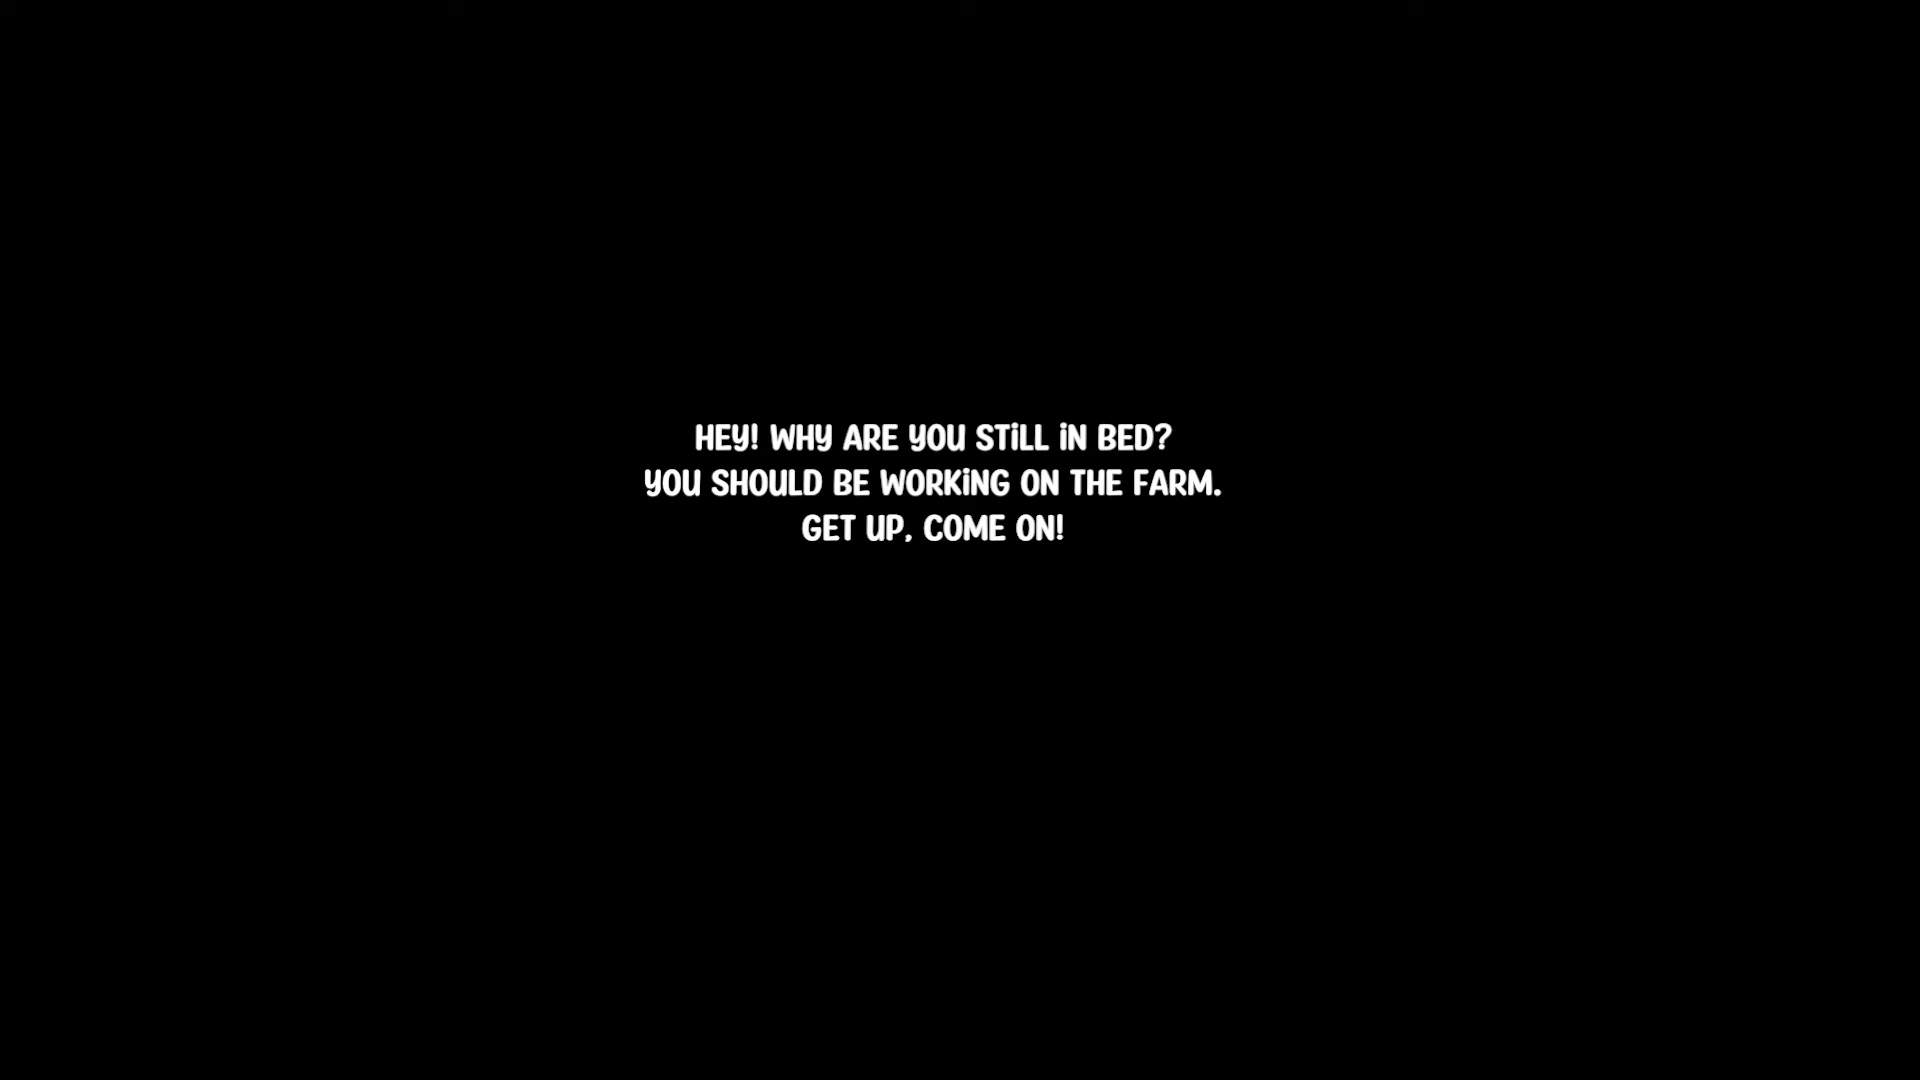 HEY! WHY ARE YOU STILL IN BED?
YOU SHOULD BE WORKING ON THE FARM.
GET UP, COME ON!